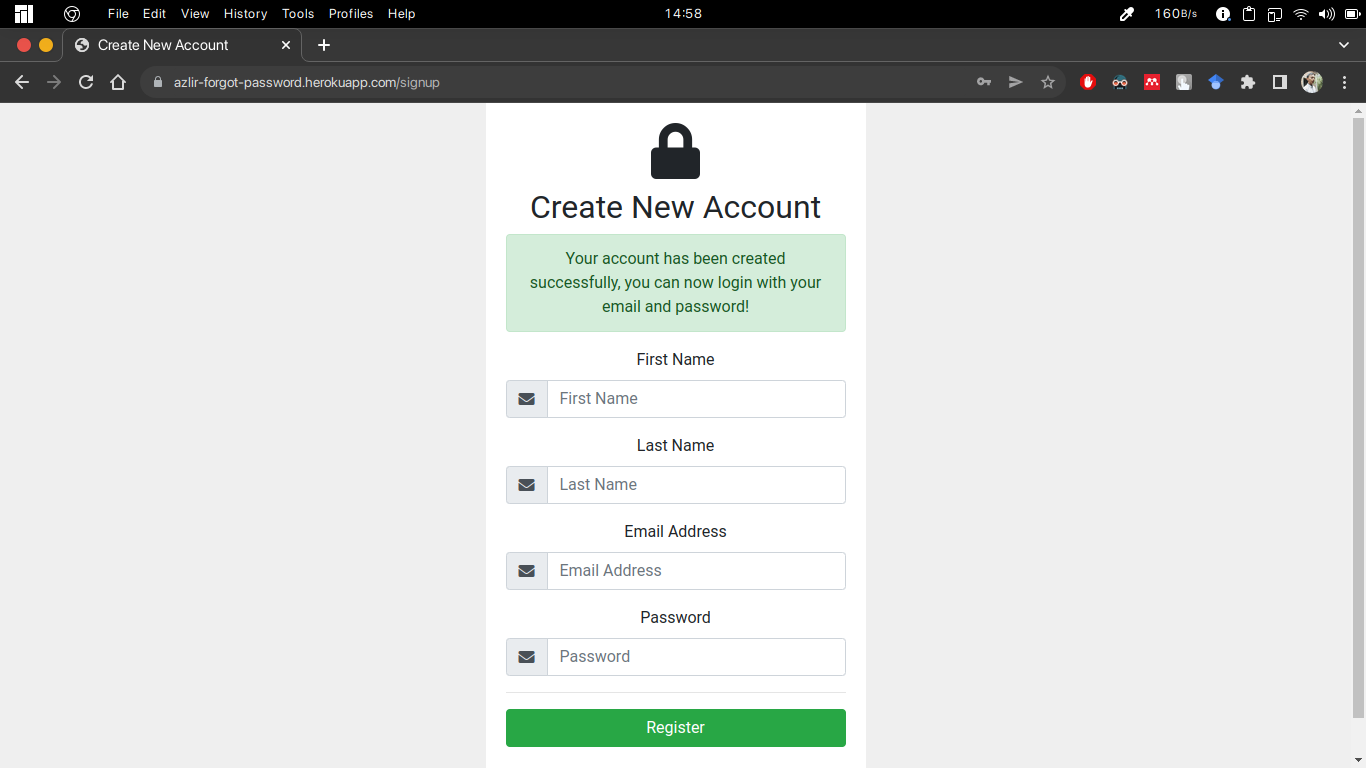 File Edit View History Tools Profiles Help 14:58 160B/s
Create New Account
azlir-forgot-password.herokuapp.com/signup
Create New Account
Your account has been created
successfully, you can now login with your
email and password!
First Name
First Name
Last Name
Last Name
Email Address
Email Address
Password
Password
Register